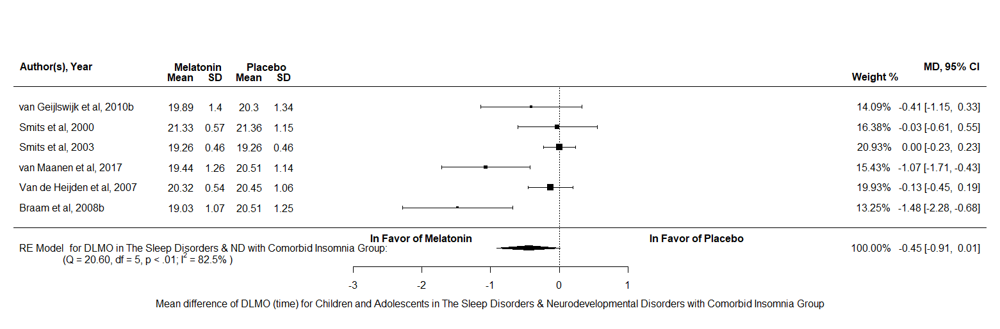 Author(s), Year Melatonin Placebo MD, 95% CI
Mean SD Mean SD Weight %
van Geijlswijk et al, 2010b 19.89 1.4 20.3 1.34 14.09% -0.41 [-1.15, 0.33]
Smits et al, 2000 21.33 0.57 21.36 1.15 16.38% -0.03 [-0.61, 0.55]
Smits et al, 2003 19.26 0.46 19.26 0.46 20.93% 0.00 [-0.23, 0.23]
van Maanen et al, 2017 19.44 1.26 20.51 1.14 15.43% -1.07 [-1.71, -0.43]
Van de Heijden et al, 2007 20.32 0.54 20.45 1.06 19.93% -0.13 [-0.45, 0.19]
Braam et al, 2008b 19.03 1.07 20.51 1.25 13.25% -1.48 [-2.28, -0.68]
In Favor of Melatonin In Favor of Placebo
RE Model for DLMO in The Sleep Disorders & ND with Comorbid Insomnia Group: 100.00% -0.45 [-0.91, 0.01]
(Q = 20.60, df = 5, p < .01; I² = 82.5% )
-3 -2 -1 0 1
Mean difference of DLMO (time) for Children and Adolescents in The Sleep Disorders & Neurodevelopmental Disorders with Comorbid Insomnia Group